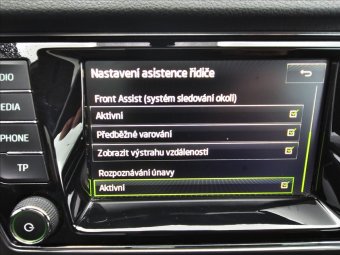 Nastavení asistence řidiče
Front Assist (systém sledování okolí)
Aktivní
Předběžné varování
Zobrazit výstrahu vzdálenosti
Rozpoznávání únavy
Aktivní
DIO
EDIA
PHONE
TP